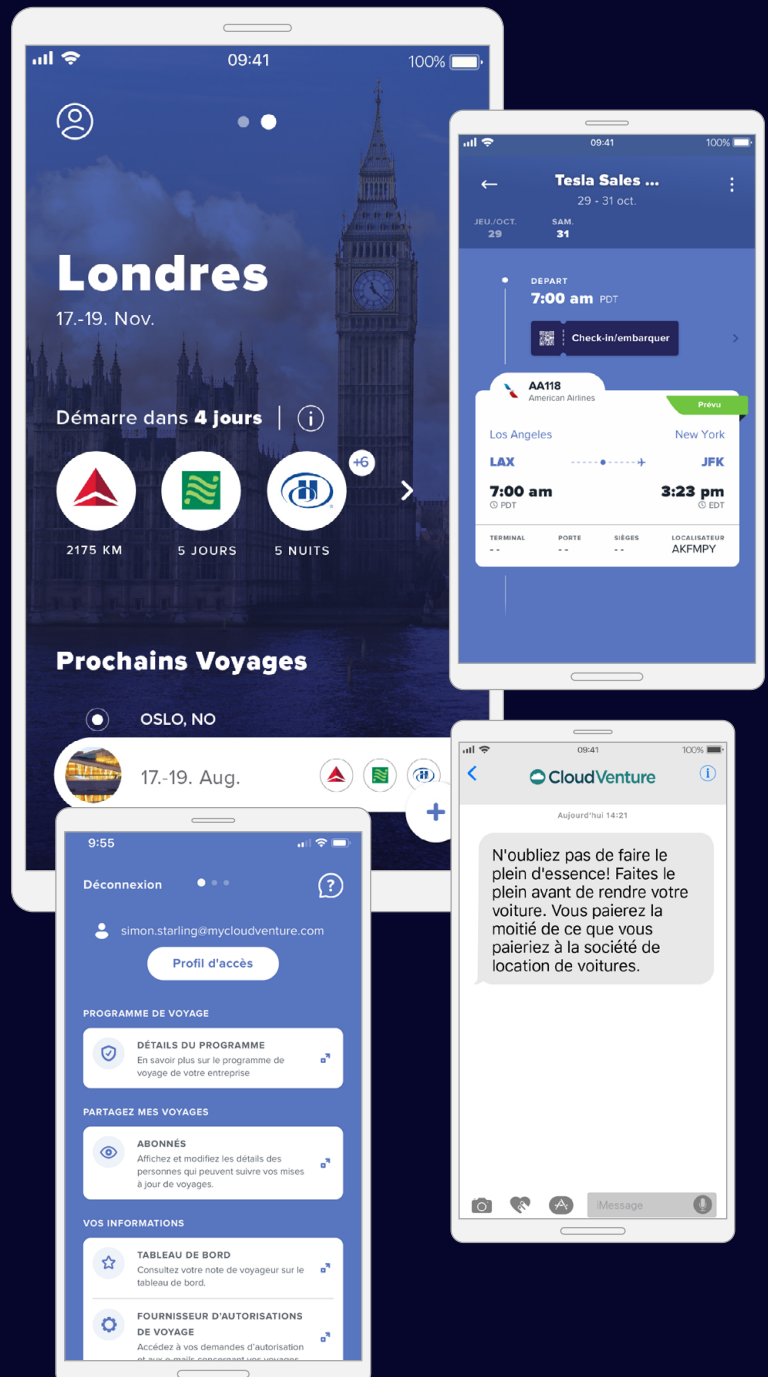 09:41
100%
Londres
17.-19. Nov.
Démarre dans 4 jours
+6
2175 KM
5 JOURS
5 NUITS
Prochains Voyages
OSLO, NO
17.-19. Aug.
09:41
100%
Tesla Sales ...
29 - 31 oct.
JEU./OCT.
29
SAM.
31
DÉPART
7:00 am PDT
Check-in/embarquer
AA118
American Airlines
Prévu
Los Angeles
New York
LAX
JFK
7:00 am
3:23 pm
PDT
EDT
TERMINAL
PORTE
SIÈGES
LOCALISATEUR
- -
- -
- -
AKFMPY
9:55
Déconnexion
?
simon.starling@mycloudventure.com
Profil d'accès
PROGRAMME DE VOYAGE
DÉTAILS DU PROGRAMME
En savoir plus sur le programme de
voyage de votre entreprise
PARTAGEZ MES VOYAGES
ABONNÉS
Affichez et modifiez les détails des
personnes qui peuvent suivre vos mises
à jour de voyages.
VOS INFORMATIONS
TABLEAU DE BORD
Consultez votre note de voyageur sur le
tableau de bord.
FOURNISSEUR D'AUTORISATIONS
DE VOYAGE
Accédez à vos demandes d'autorisation
et aux e-mails concernant vos voyages
09:41
100%
CloudVenture
Aujourd'hui 14:21
N'oubliez pas de faire le
plein d'essence! Faites le
plein avant de rendre votre
voiture. Vous paierez la
moitié de ce que vous
paieriez à la société de
location de voitures.
iMessage